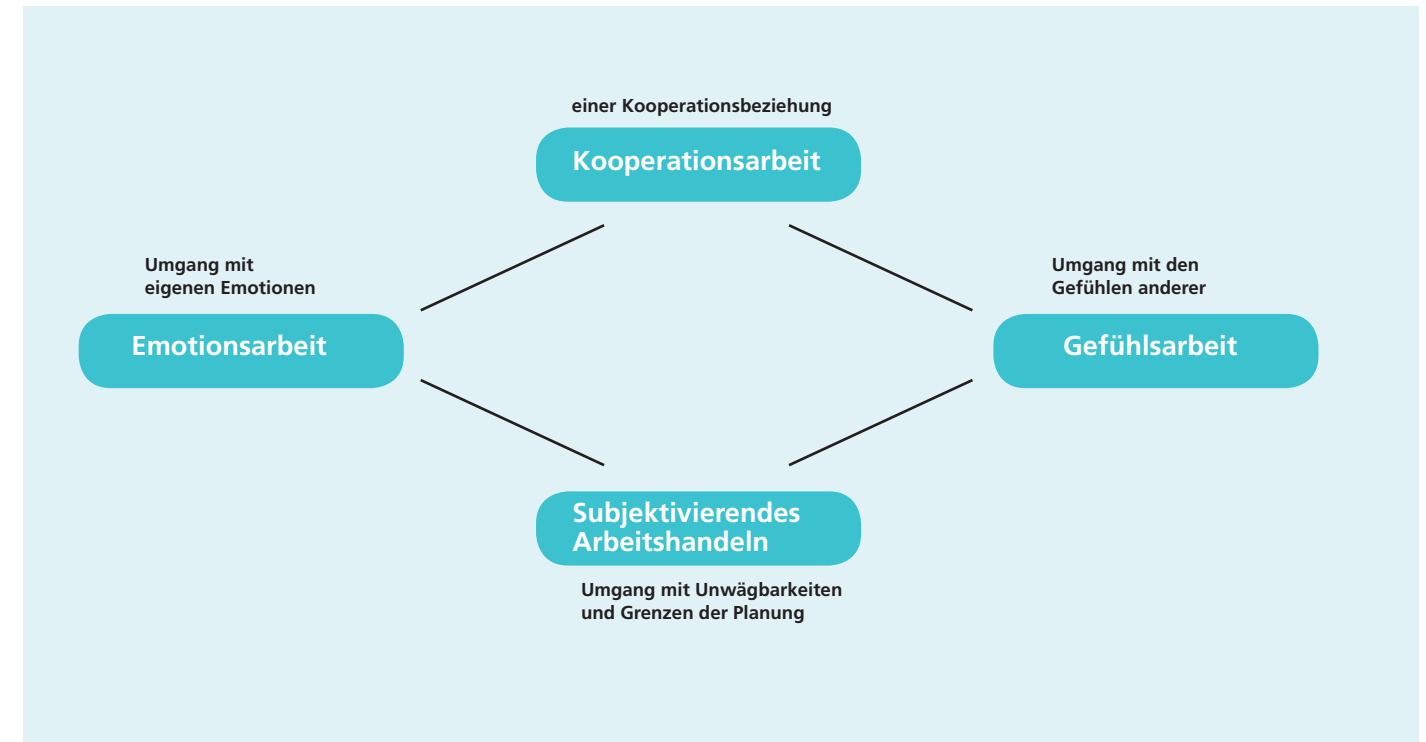 einer Kooperationsbeziehung
Kooperationsarbeit
Umgang mit
eigenen Emotionen
Emotionsarbeit
Umgang mit den
Gefühlen anderer
Gefühlsarbeit
Subjektivierendes
Arbeitshandeln
Umgang mit Unwägbarkeiten
und Grenzen der Planung